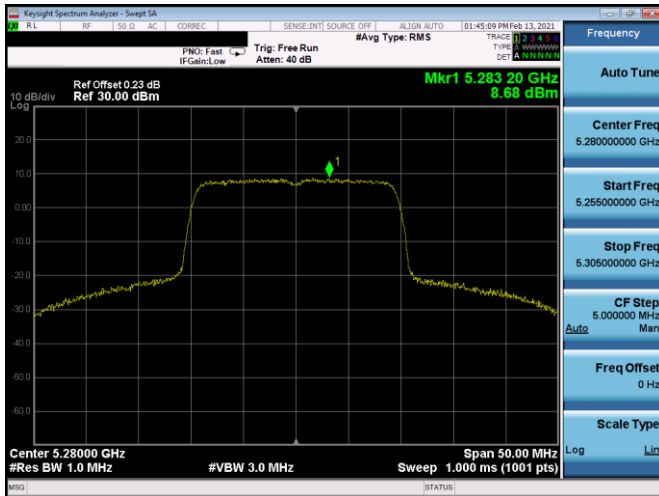 Keysight Spectrum Analyzer - Swept SA
RL RF 50 Ω AC CORREC SENSE:INT SOURCE OFF ALIGN AUTO 01:45:09 PM Feb 13, 2021
#Avg Type: RMS
TRACE 1 2 3 4 5 6
TYPE A WWWWW
DET A N N N N N
PNO: Fast
IFGain:Low
Trig: Free Run
Atten: 40 dB
Mkr1 5.283 20 GHz
8.68 dBm
Ref Offset 0.23 dB
Ref 30.00 dBm
10 dB/div
Log
20.0
10.0
0.00
-10.0
-20.0
-30.0
-40.0
-50.0
-60.0
1
Center 5.28000 GHz
Span 50.00 MHz
#Res BW 1.0 MHz
#VBW 3.0 MHz
Sweep 1.000 ms (1001 pts)
MSG
STATUS
Frequency
Auto Tune
Center Freq
5.280000000 GHz
Start Freq
5.255000000 GHz
Stop Freq
5.305000000 GHz
CF Step
5.000000 MHz
Auto Man
Freq Offset
0 Hz
Scale Type
Log Lin